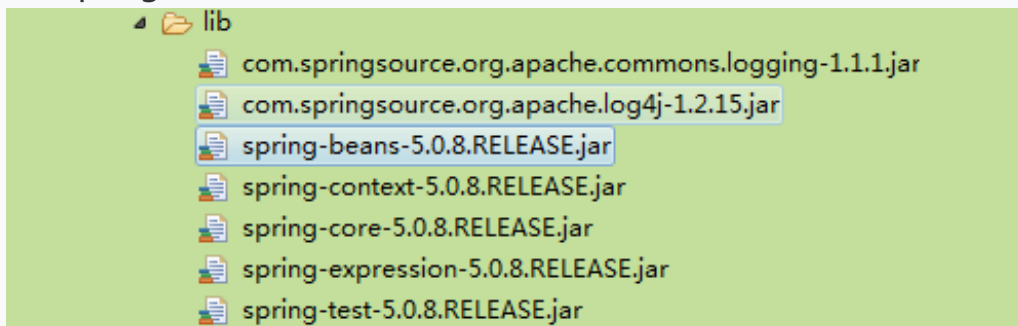 lib
com.springsource.org.apache.commons.logging-1.1.1.jar
com.springsource.org.apache.log4j-1.2.15.jar
spring-beans-5.0.8.RELEASE.jar
spring-context-5.0.8.RELEASE.jar
spring-core-5.0.8.RELEASE.jar
spring-expression-5.0.8.RELEASE.jar
spring-test-5.0.8.RELEASE.jar